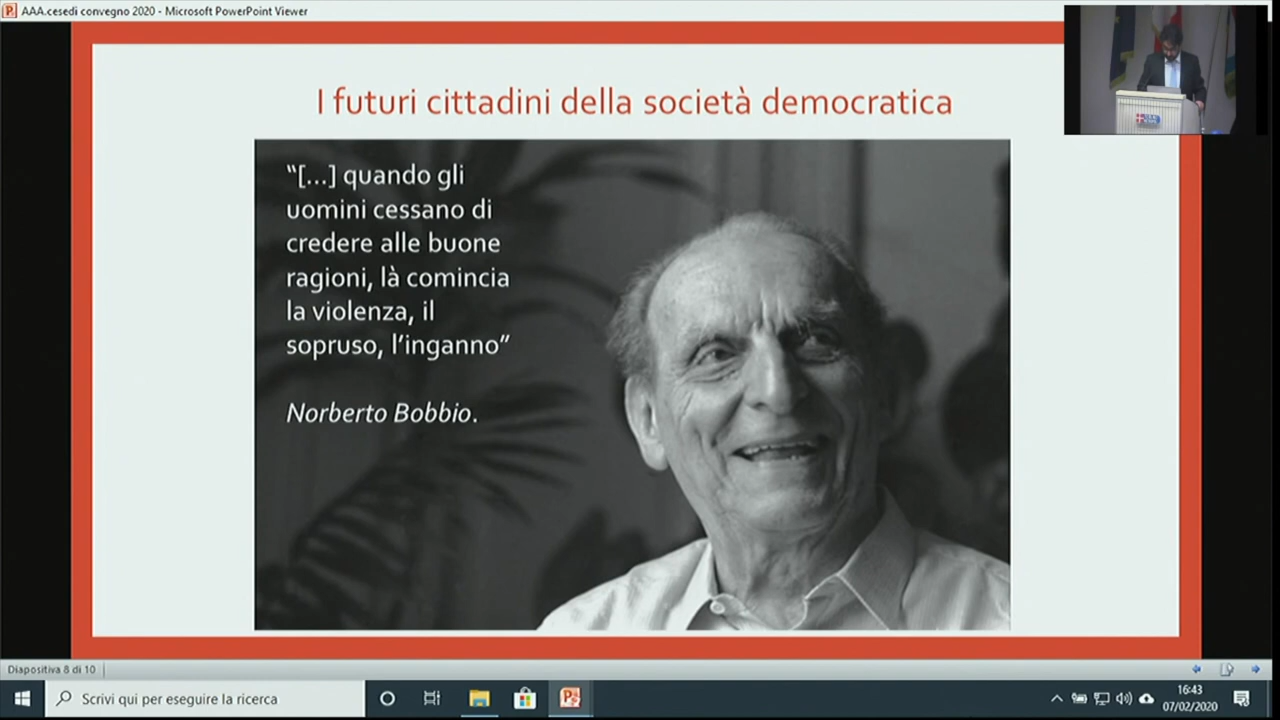 AAA.cesedi convegno 2020 - Microsoft PowerPoint Viewer
I futuri cittadini della società democratica
“[...] quando gli
uomini cessano di
credere alle buone
ragioni, là comincia
la violenza, il
sopruso, l’inganno”
Norberto Bobbio.
Diapositiva 8 di 10
Scrivi qui per eseguire la ricerca
16:43
07/02/2020